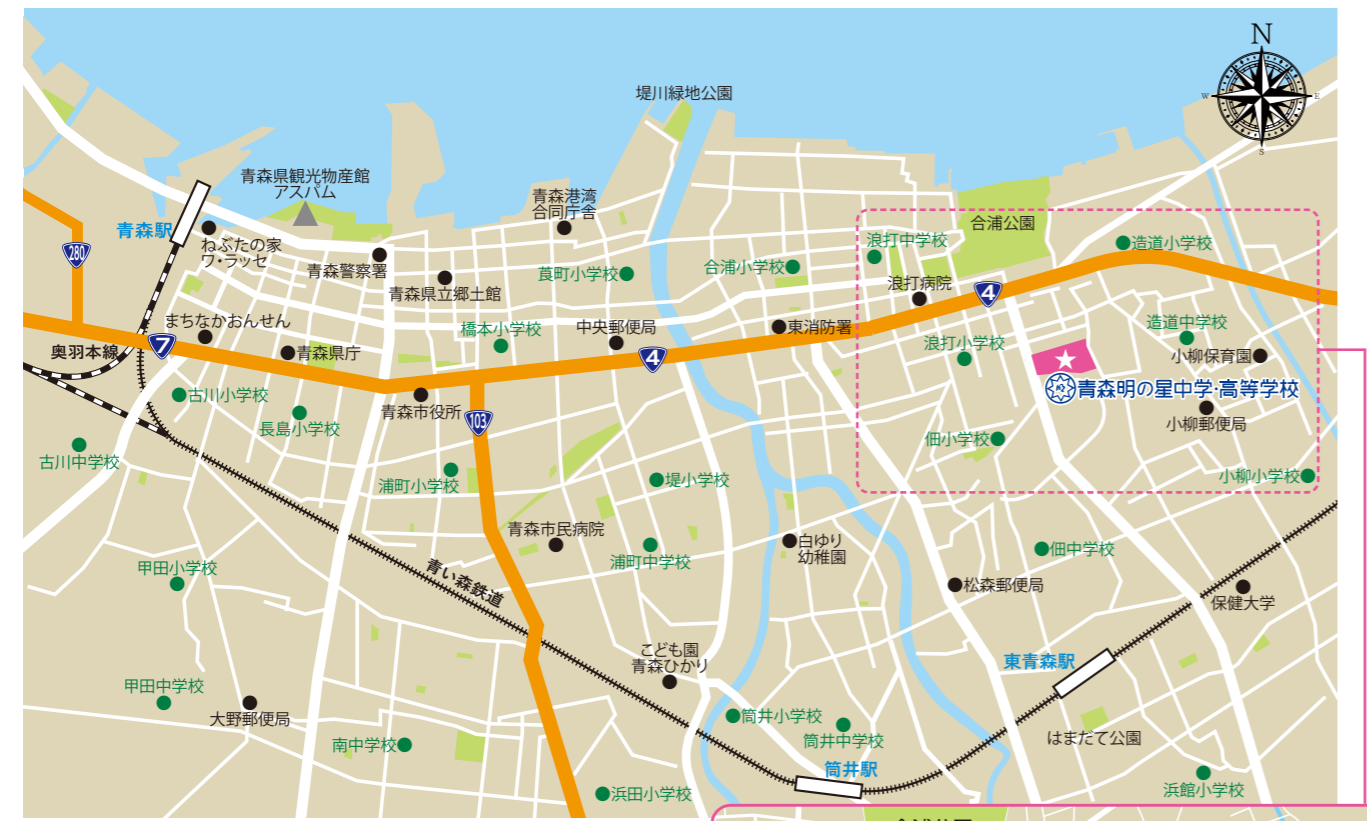 N
W
E
S
堤川緑地公園
青森県観光物産館
アスパム
青森港湾
合同庁舎
青森駅
ねぶたの家
ワ・ラッセ
280
青森警察署
青森県立郷土館
莨町小学校
合浦小学校
浪打中学校
合浦公園
造道小学校
浪打病院
4
まちなかおんせん
橋本小学校
中央郵便局
東消防署
造道中学校
奥羽本線
7
青森県庁
4
浪打小学校
小柳保育園
青森明の星中学・高等学校
古川小学校
青森市役所
103
小柳郵便局
長島小学校
佃小学校
古川中学校
浦町小学校
堤小学校
小柳小学校
青森市民病院
白ゆり
幼稚園
佃中学校
浦町中学校
甲田小学校
青い森鉄道
松森郵便局
保健大学
こども園
青森ひかり
東青森駅
甲田中学校
大野郵便局
筒井小学校
筒井中学校
はまだて公園
南中学校
筒井駅
浜田小学校
浜館小学校